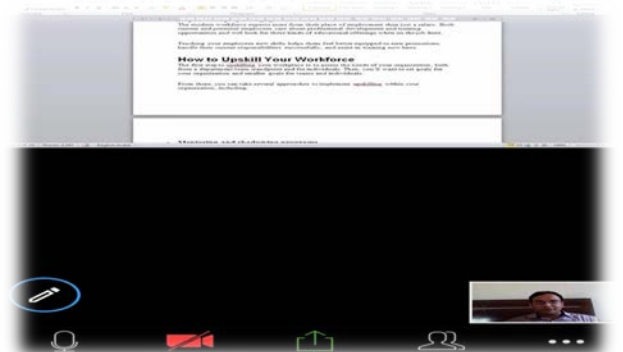 The modern workforce expects more from their place of employment than just a salary. Both
current and potential employees care about professional development and training
opportunities and will look for these kinds of educational offerings when on the job hunt.
Teaching your employees new skills helps them feel better equipped to earn promotions,
handle their current responsibilities successfully, and assist in training new hires.
How to Upskill Your Workforce
The first step to upskilling your workplace is to assess the needs of your organization, both
from a department-wide standpoint and for individuals. Then, you'll want to set goals for
your organization and smaller goals for teams and individuals.
From there, you can take several approaches to implement upskilling within your
organization, including:
Mentoring and shadowing programs